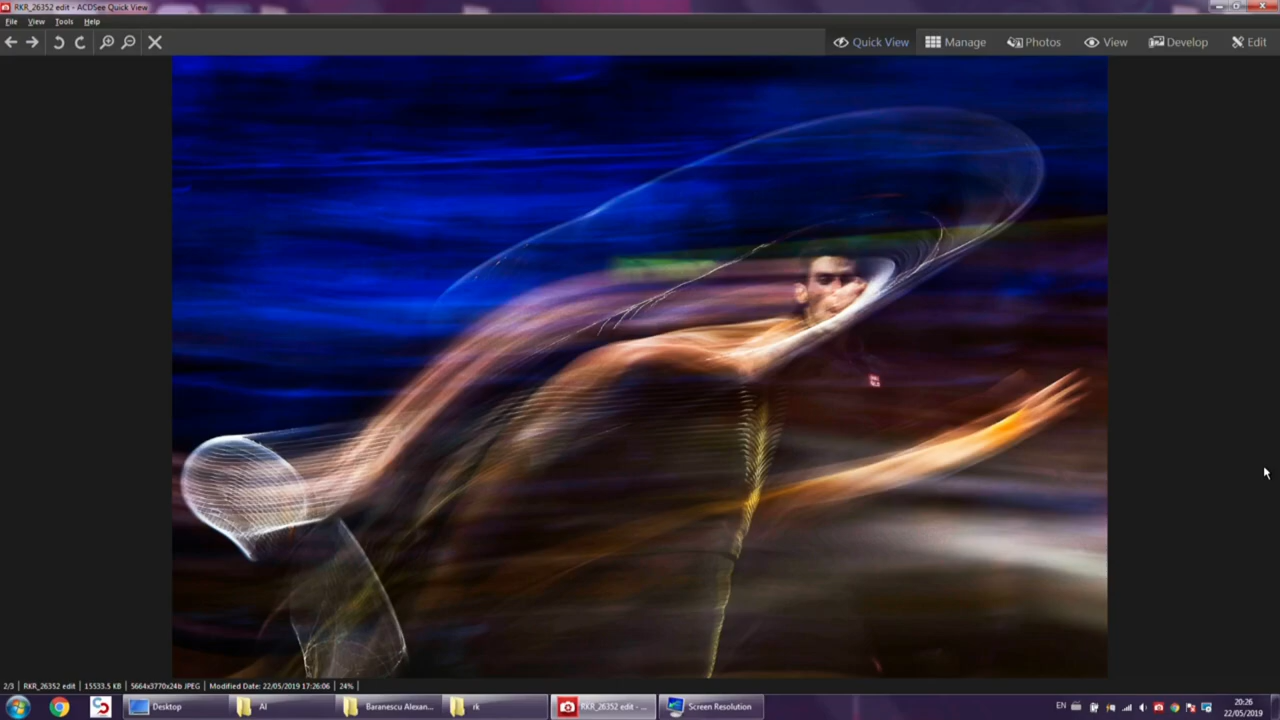 RKR_26352 edit - ACDSee Quick View
File View Tools Help
Quick View Manage Photos View Develop Edit
2/3 RKR_26352 edit 15533.5 KB 5664x3770x24b JPEG Modified Date: 22/05/2019 17:26:06 24%
Desktop AI Baranescu Alexan... rk RKR_26352 edit - ... Screen Resolution EN 20:26
22/05/2019